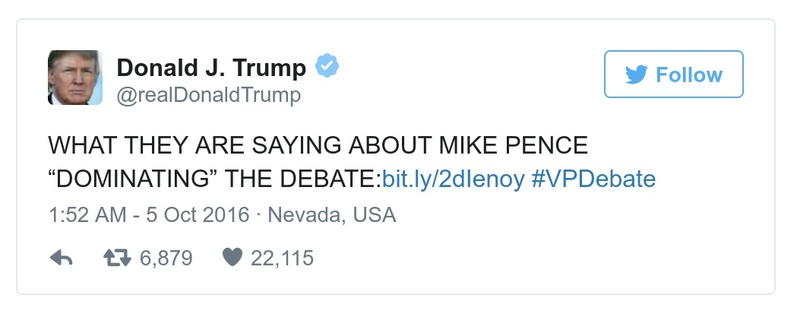 Donald J. Trump
@realDonaldTrump
Follow
WHAT THEY ARE SAYING ABOUT MIKE PENCE
“DOMINATING” THE DEBATE:bit.ly/2dIenoy #VPDebate
1:52 AM - 5 Oct 2016 · Nevada, USA
6,879 22,115